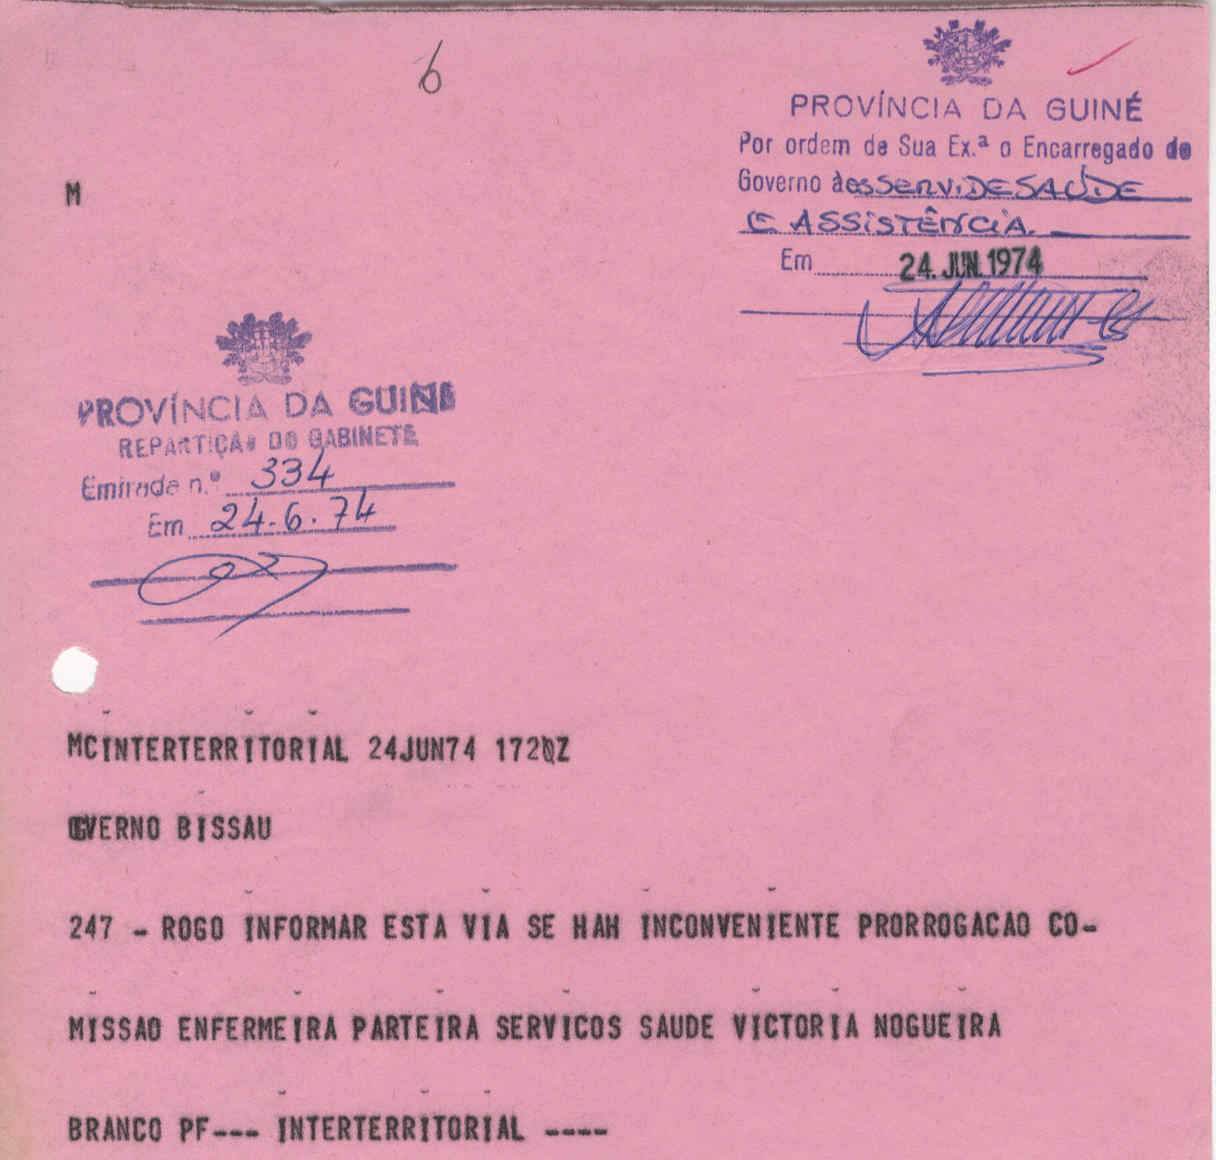 6
PROVÍNCIA DA GUINÉ
Por ordem de Sua Ex.ª o Encarregado do
Governo àos SERV. DE SAÚDE
E ASSISTÊNCIA.
Em 24. JUN. 1974
M
PROVÍNCIA DA GUINÉ
REPARTIÇÃO DO GABINETE
Entrada n.º 334
Em 24.6.74
MCINTERTERRITORIAL 24JUN74 1720Z
GVERNO BISSAU
247 - ROGO INFORMAR ESTA VIA SE HAH INCONVENIENTE PRORROGACAO CO-
MISSAO ENFERMEIRA PARTEIRA SERVICOS SAUDE VICTORIA NOGUEIRA
BRANCO PF--- INTERTERRITORIAL ----